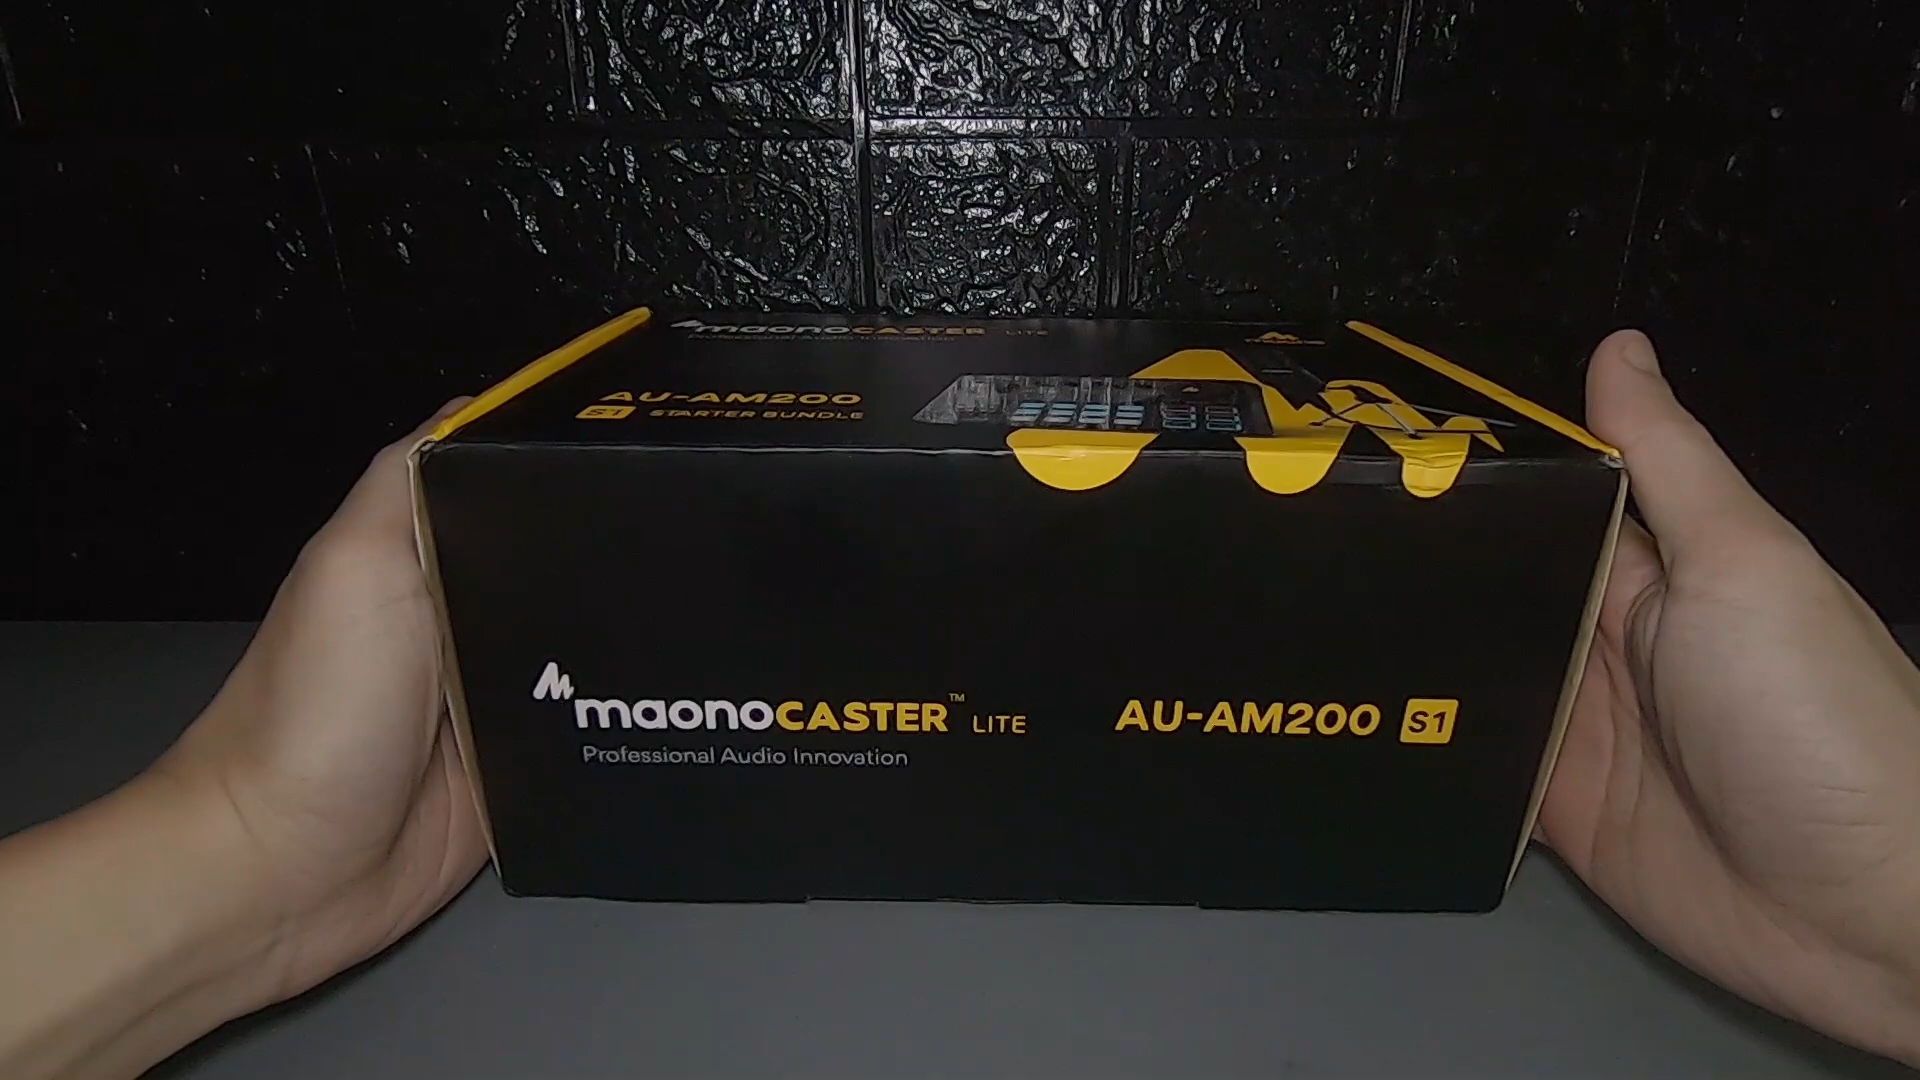 maonoCASTER LITE
Professional Audio Innovation
AU-AM200
S1 STARTER BUNDLE
maonoCASTER™ LITE
Professional Audio Innovation
AU-AM200 S1